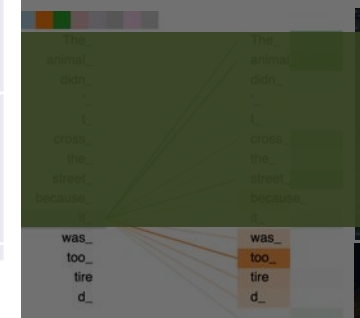 The_ The_
animal_ animal_
didn_ didn_
'_
t_ t_
cross_ cross_
the_ the_
street_ street_
because_ because_
it_ it_
was_ was_
too_ too_
tire tire
d_ d_